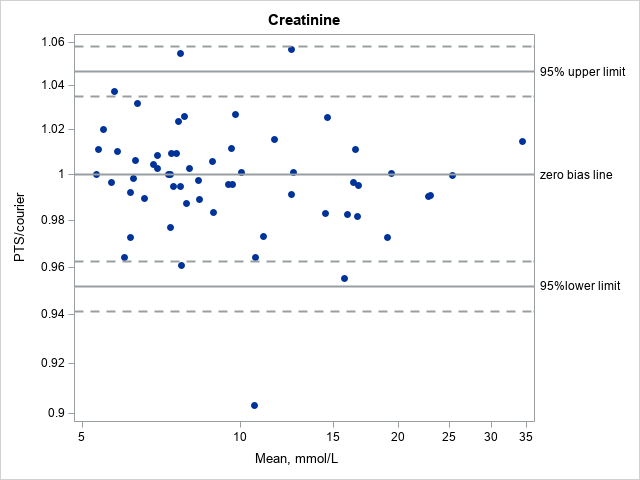 Creatinine
1.06
1.04
1.02
1
0.98
0.96
0.94
0.92
0.9
PTS/courier
95% upper limit
zero bias line
95%lower limit
5
10
15
20
25
30
35
Mean, mmol/L